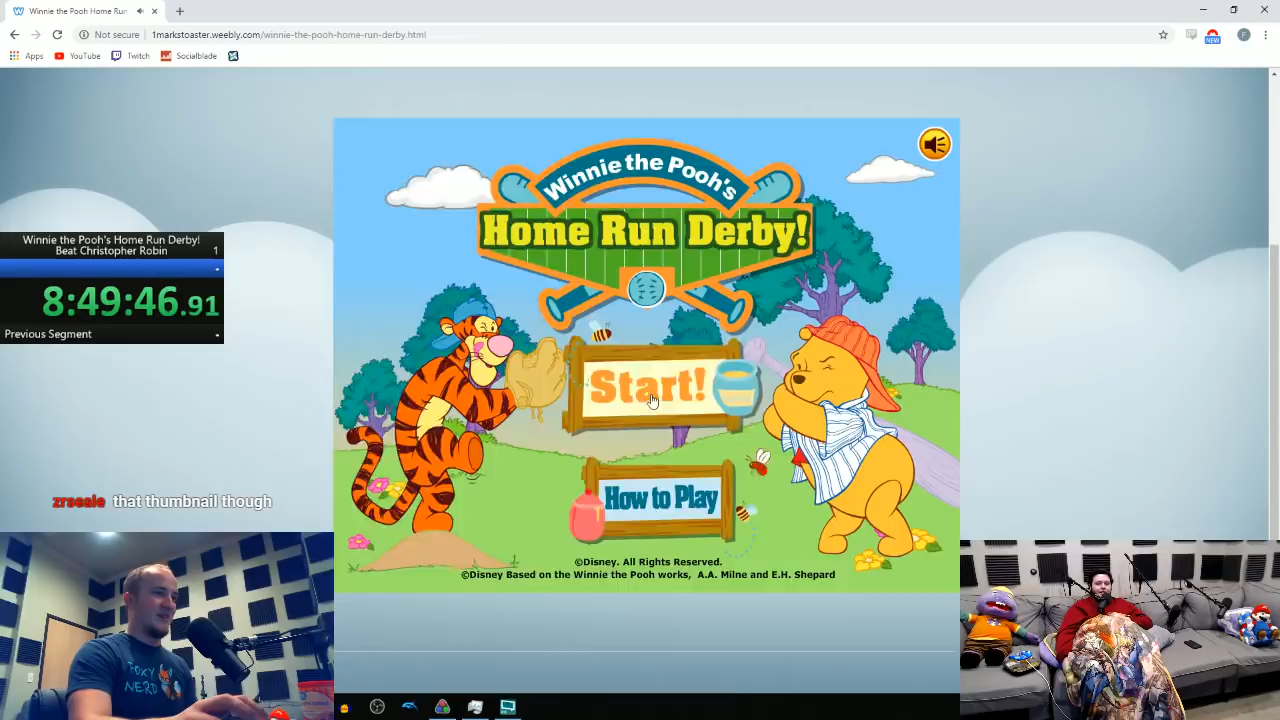 Winnie the Pooh Home Run
Not secure
1markstoaster.weebly.com/winnie-the-pooh-home-run-derby.html
NEW
F
Apps
YouTube
Twitch
Socialblade
Winnie the Pooh's
Home Run Derby!
Winnie the Pooh's Home Run Derby!
Beat Christopher Robin
1
-
8:49:46.91
Previous Segment
-
Start!
How to Play
zrseale that thumbnail though
©Disney. All Rights Reserved.
©Disney Based on the Winnie the Pooh works, A.A. Milne and E.H. Shepard
FOXY
NERD